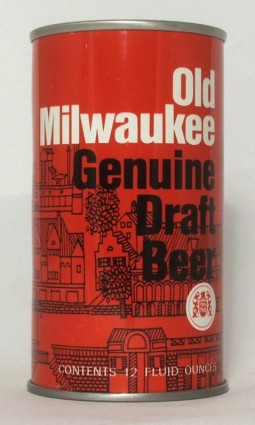 Old
Milwaukee
Genuine
Draft
Beer
CONTENTS 12 FLUID OUNCES